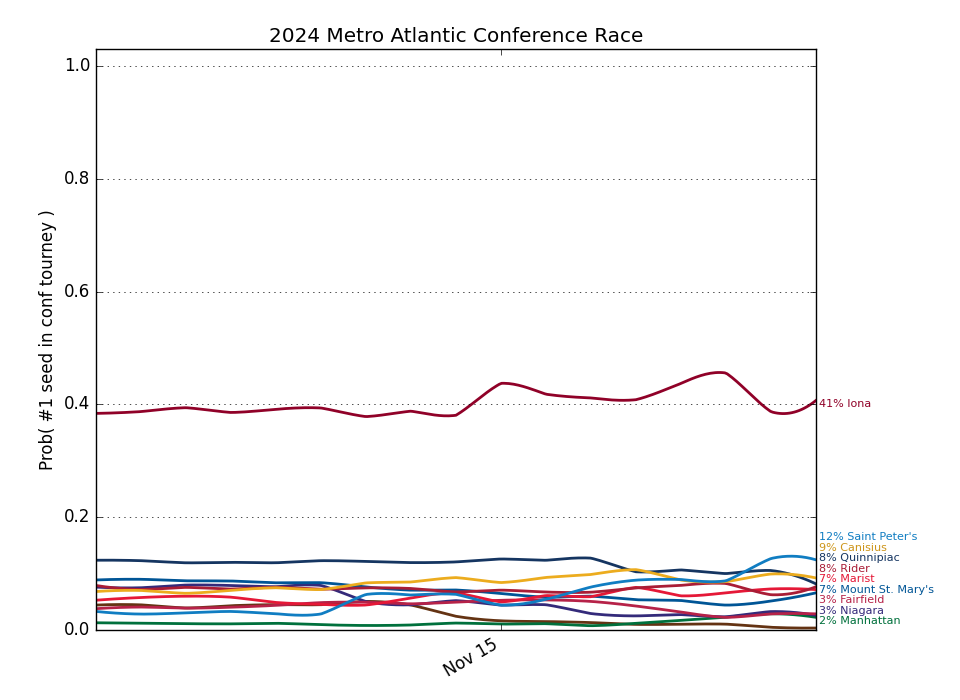 2024 Metro Atlantic Conference Race
Prob( #1 seed in conf tourney )
1.0
0.8
0.6
0.4
0.2
0.0
Nov 15
41% Iona
12% Saint Peter's
9% Canisius
8% Quinnipiac
8% Rider
7% Marist
7% Mount St. Mary's
3% Fairfield
3% Niagara
2% Manhattan